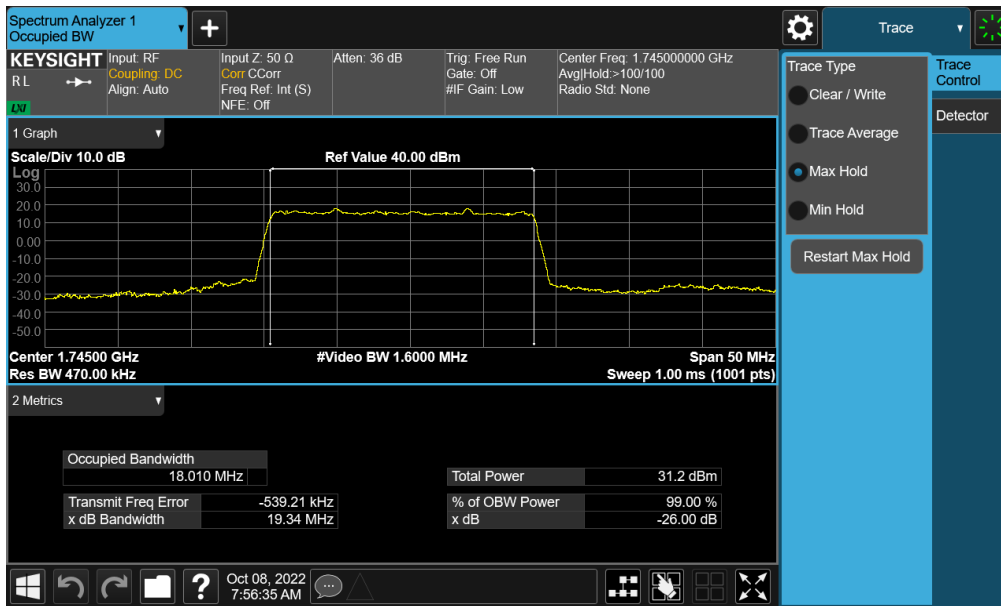 Spectrum Analyzer 1
Occupied BW
+
Trace
KEYSIGHT
R L
LXI
Input: RF
Coupling: DC
Align: Auto
Input Z: 50 Ω
Corr CCorr
Freq Ref: Int (S)
NFE: Off
Atten: 36 dB
Trig: Free Run
Gate: Off
#IF Gain: Low
Center Freq: 1.745000000 GHz
Avg|Hold:>100/100
Radio Std: None
Trace Type
Clear / Write
Trace Average
Max Hold
Min Hold
Restart Max Hold
Trace
Control
Detector
1 Graph
Scale/Div 10.0 dB
Ref Value 40.00 dBm
Log
30.0
20.0
10.0
0.00
-10.0
-20.0
-30.0
-40.0
-50.0
Center 1.74500 GHz
#Video BW 1.6000 MHz
Span 50 MHz
Res BW 470.00 kHz
Sweep 1.00 ms (1001 pts)
2 Metrics
Occupied Bandwidth
18.010 MHz
Total Power 31.2 dBm
Transmit Freq Error -539.21 kHz
% of OBW Power 99.00 %
x dB Bandwidth 19.34 MHz
x dB -26.00 dB
?
Oct 08, 2022
7:56:35 AM